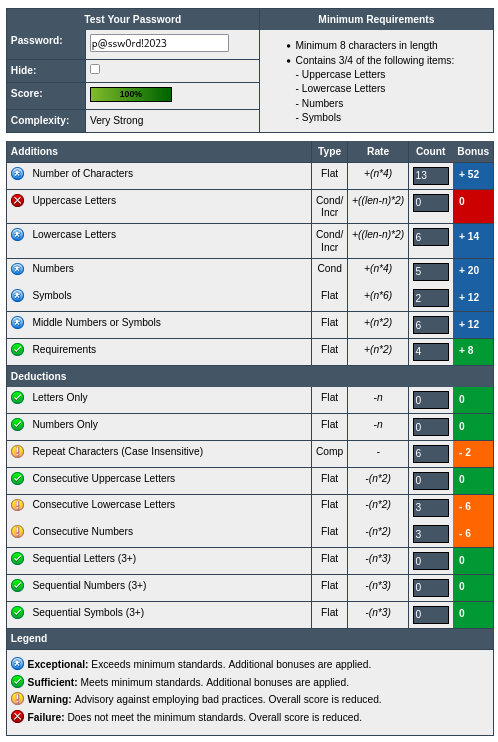 Test Your Password
Minimum Requirements
Password:
p@ssw0rd!2023
Hide:
Score:
100%
Complexity:
Very Strong
• Minimum 8 characters in length
• Contains 3/4 of the following items:
- Uppercase Letters
- Lowercase Letters
- Numbers
- Symbols
Additions Type Rate Count Bonus
Number of Characters Flat +(n*4) 13 + 52
Uppercase Letters Cond/ +((len-n)*2) 0 0
Incr
Lowercase Letters Cond/ +((len-n)*2) 6 + 14
Incr
Numbers Cond +(n*4) 5 + 20
Symbols Flat +(n*6) 2 + 12
Middle Numbers or Symbols Flat +(n*2) 6 + 12
Requirements Flat +(n*2) 4 + 8
Deductions
Letters Only Flat -n 0 0
Numbers Only Flat -n 0 0
Repeat Characters (Case Insensitive) Comp - 6 - 2
Consecutive Uppercase Letters Flat -(n*2) 0 0
Consecutive Lowercase Letters Flat -(n*2) 3 - 6
Consecutive Numbers Flat -(n*2) 3 - 6
Sequential Letters (3+) Flat -(n*3) 0 0
Sequential Numbers (3+) Flat -(n*3) 0 0
Sequential Symbols (3+) Flat -(n*3) 0 0
Legend
Exceptional: Exceeds minimum standards. Additional bonuses are applied.
Sufficient: Meets minimum standards. Additional bonuses are applied.
Warning: Advisory against employing bad practices. Overall score is reduced.
Failure: Does not meet the minimum standards. Overall score is reduced.